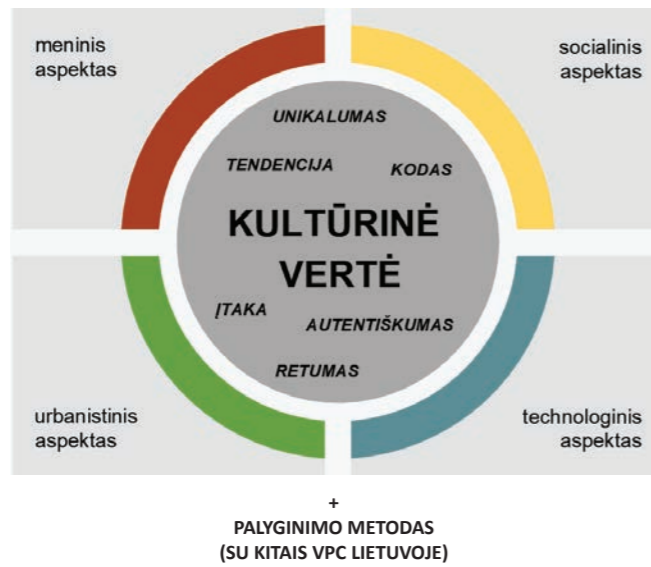 meninis
aspektas
socialinis
aspektas
UNIKALUMAS
TENDENCIJA
KODAS
KULTŪRINĖ
VERTĖ
ĮTAKA
AUTENTIŠKUMAS
RETUMAS
urbanistinis
aspektas
technologinis
aspektas
+
PALYGINIMO METODAS
(SU KITAIS VPC LIETUVOJE)